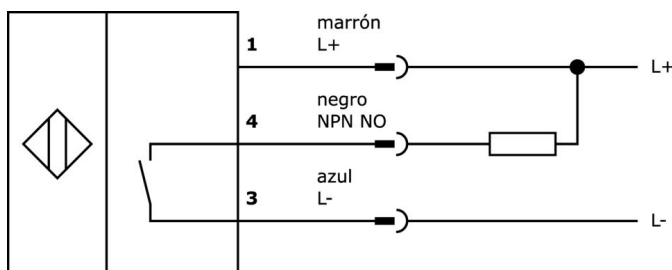 marrón
1 L+
L+
negro
4 NPN NO
azul
3 L-
L-